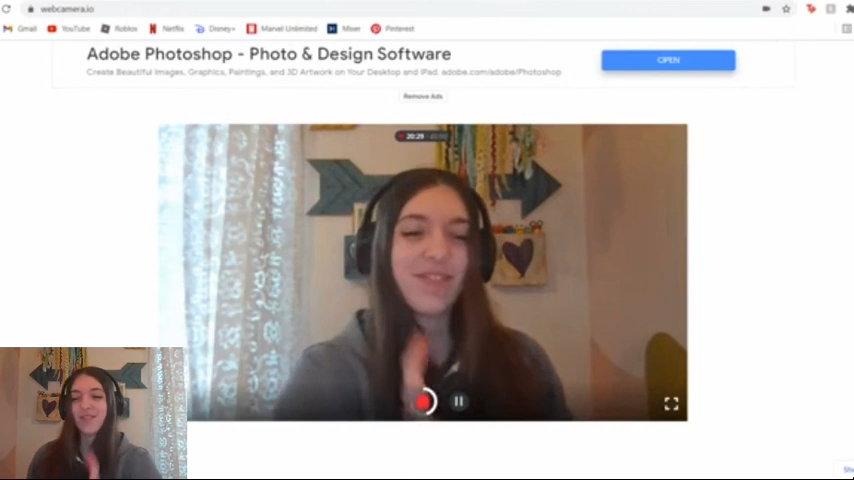 webcamera.io
Gmail YouTube Roblox Netflix Disney+ Marvel Unlimited Mixer Pinterest
Adobe Photoshop - Photo & Design Software
Create Beautiful Images, Graphics, Paintings, and 3D Artwork on Your Desktop and iPad. adobe.com/adobe/Photoshop
OPEN
Remove Ads
20:29